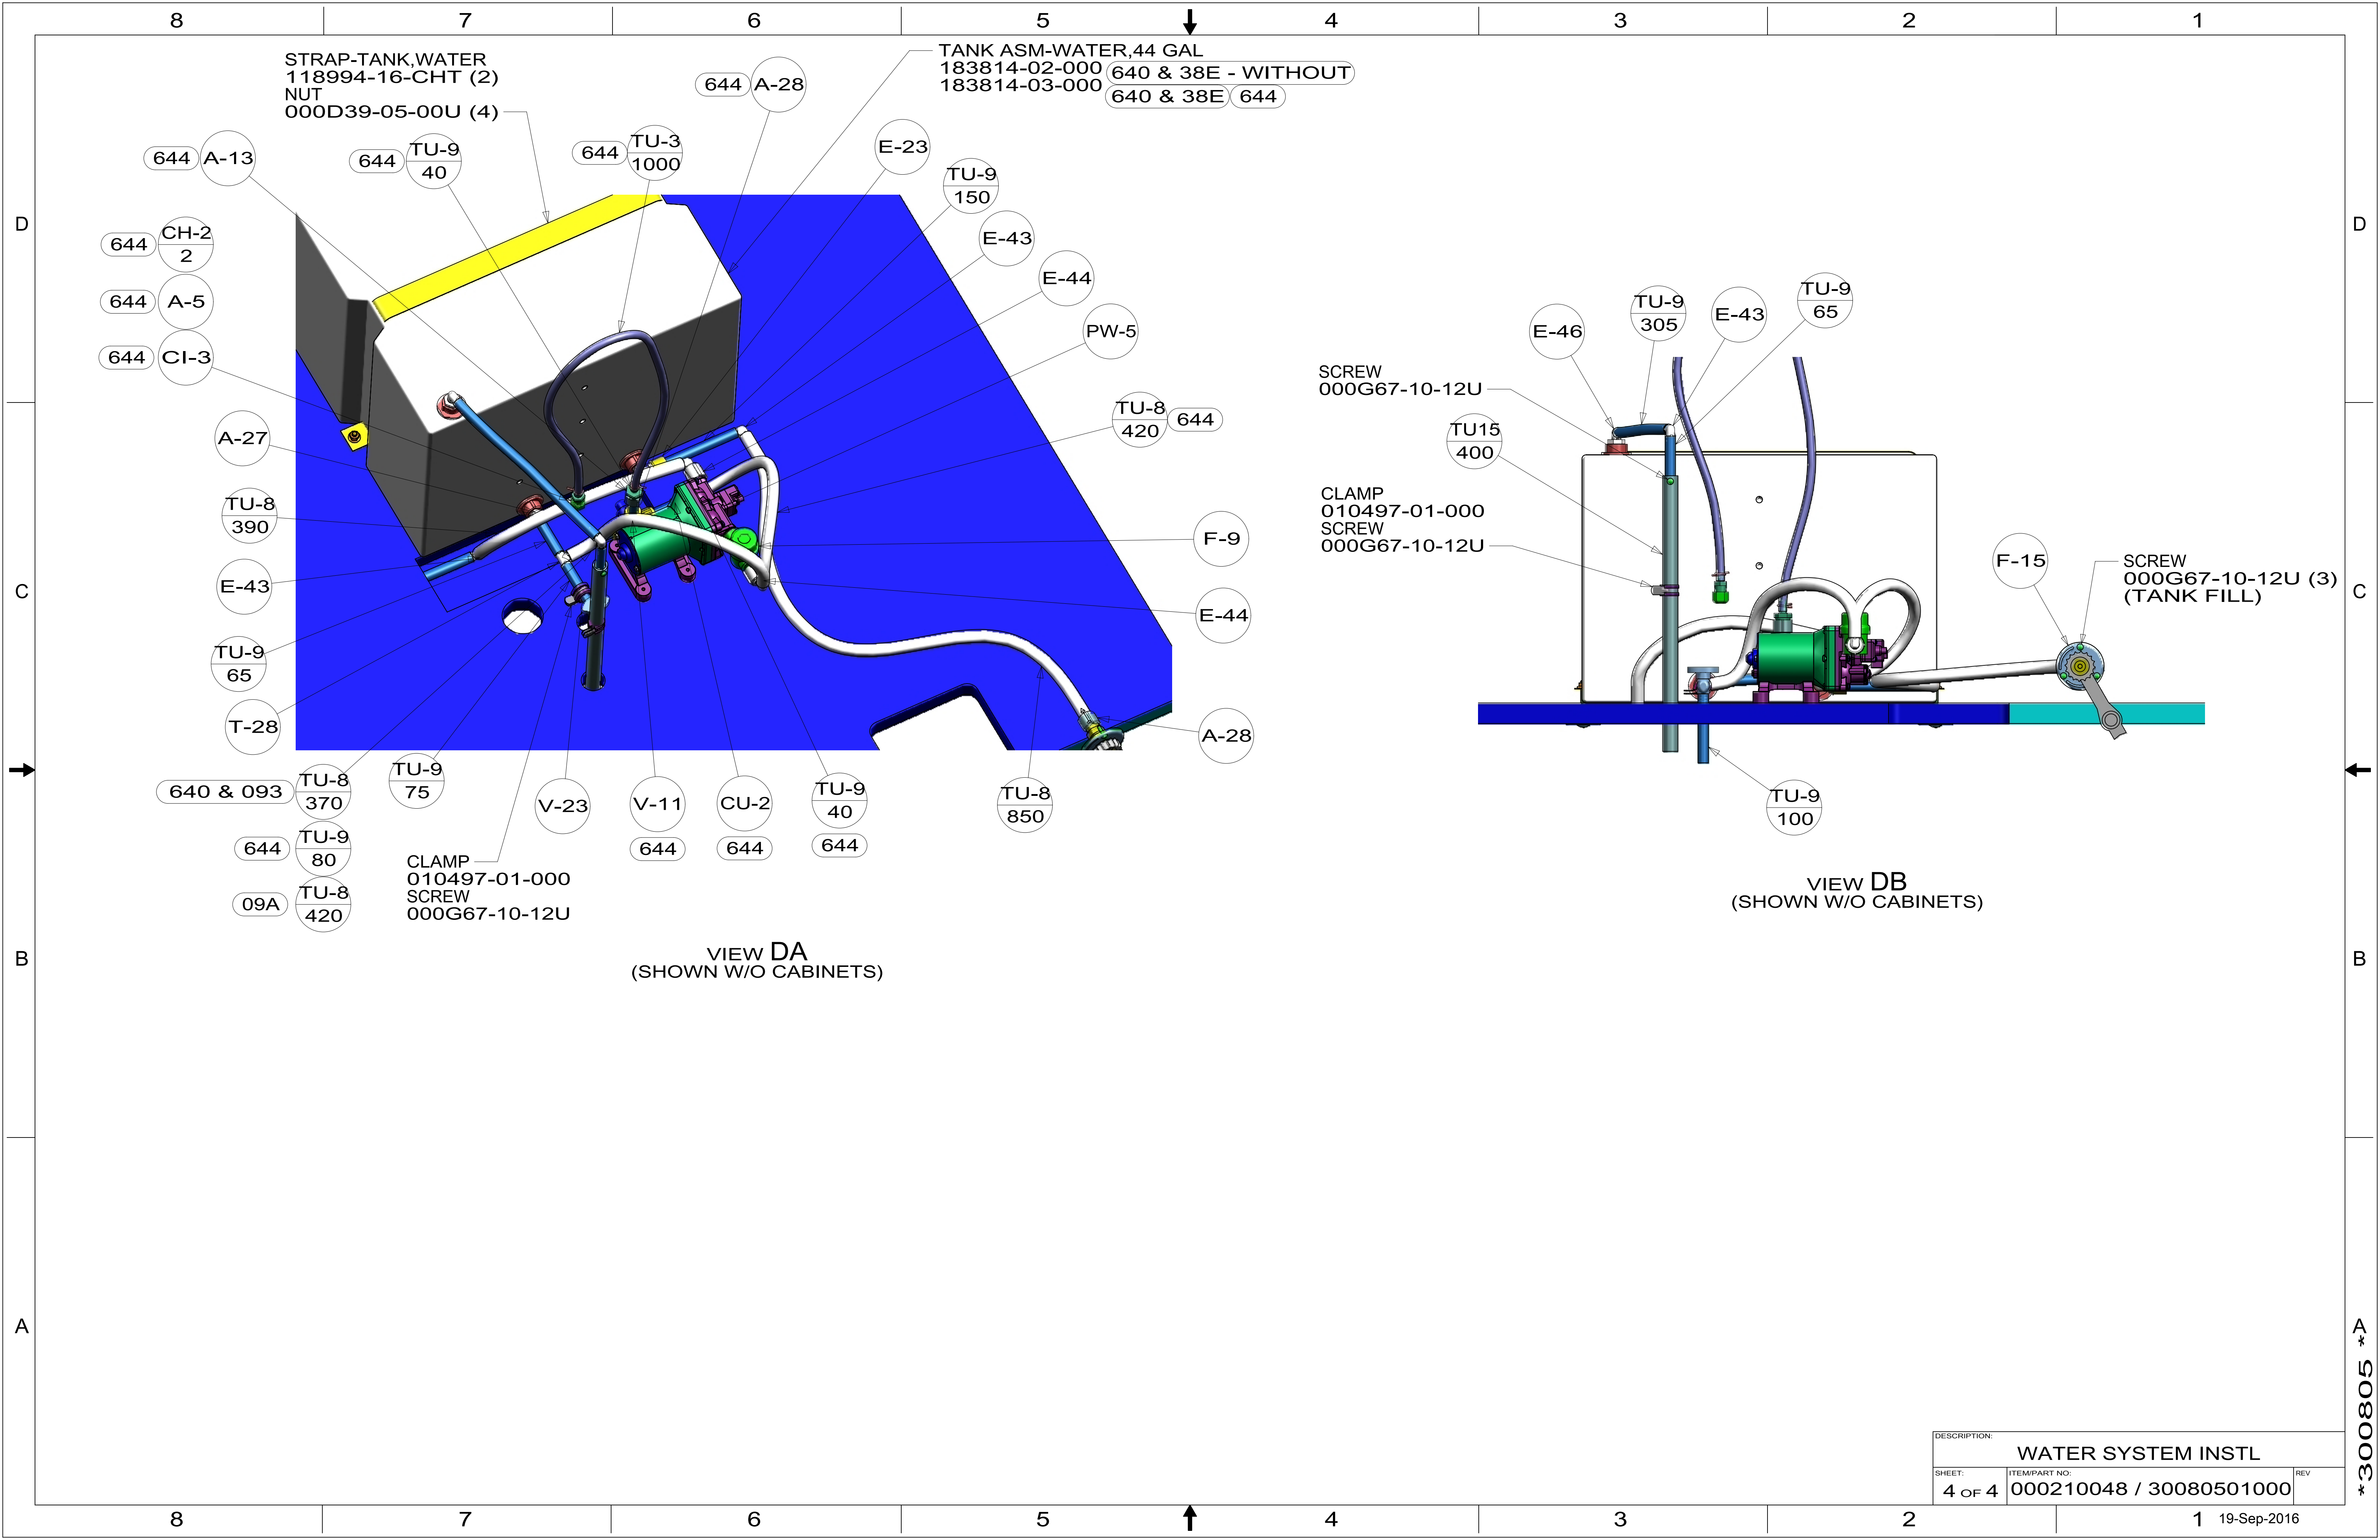 8 7 6 5 4 3 2 1
STRAP-TANK,WATER
118994-16-CHT (2)
NUT
000D39-05-00U (4)
644 A-28
TANK ASM-WATER,44 GAL
183814-02-000 640 & 38E - WITHOUT
183814-03-000 640 & 38E 644
644 A-13
644 TU-9
40
644 TU-3
1000
E-23
TU-9
150
D
644 CH-2
2
E-43
E-44
644 A-5
PW-5
644 CI-3
TU-8
420 644
A-27
TU-8
390
F-9
E-43
E-44
C
TU-9
65
T-28
A-28
640 & 093 TU-8
370
TU-9
75
V-23
V-11
644
CU-2
644
TU-9
40
644
TU-8
850
644 TU-9
80
09A TU-8
420
CLAMP
010497-01-000
SCREW
000G67-10-12U
VIEW DA
(SHOWN W/O CABINETS)
B
A
D
E-46
TU-9
305
E-43
TU-9
65
SCREW
000G67-10-12U
TU15
400
CLAMP
010497-01-000
SCREW
000G67-10-12U
F-15
SCREW
000G67-10-12U (3)
(TANK FILL)
C
TU-9
100
VIEW DB
(SHOWN W/O CABINETS)
B
A
*300805 *
DESCRIPTION:
WATER SYSTEM INSTL
SHEET: ITEM/PART NO: REV
4 OF 4 000210048 / 30080501000
8 7 6 5 4 3 2 1
19-Sep-2016